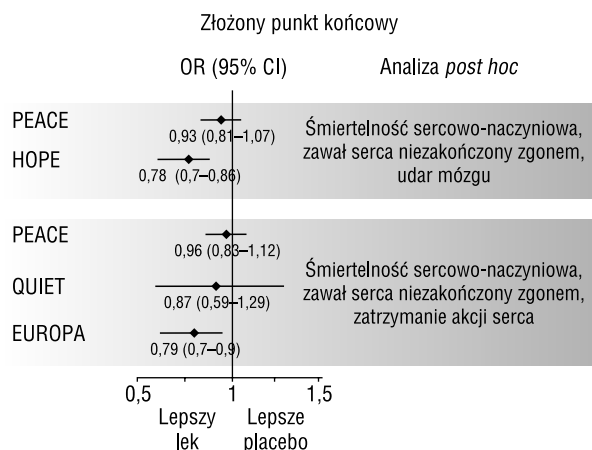 Złożony punkt końcowy
OR (95% CI)
Analiza post hoc
PEACE
0,93 (0,81–1,07)
HOPE
0,78 (0,7–0,86)
Śmiertelność sercowo-naczyniowa,
zawał serca niezakończony zgonem,
udar mózgu
PEACE
0,96 (0,83–1,12)
QUIET
0,87 (0,59–1,29)
EUROPA
0,79 (0,7–0,9)
Śmiertelność sercowo-naczyniowa,
zawał serca niezakończony zgonem,
zatrzymanie akcji serca
0,5 1 1,5
Lepszy Lepsze
lek placebo